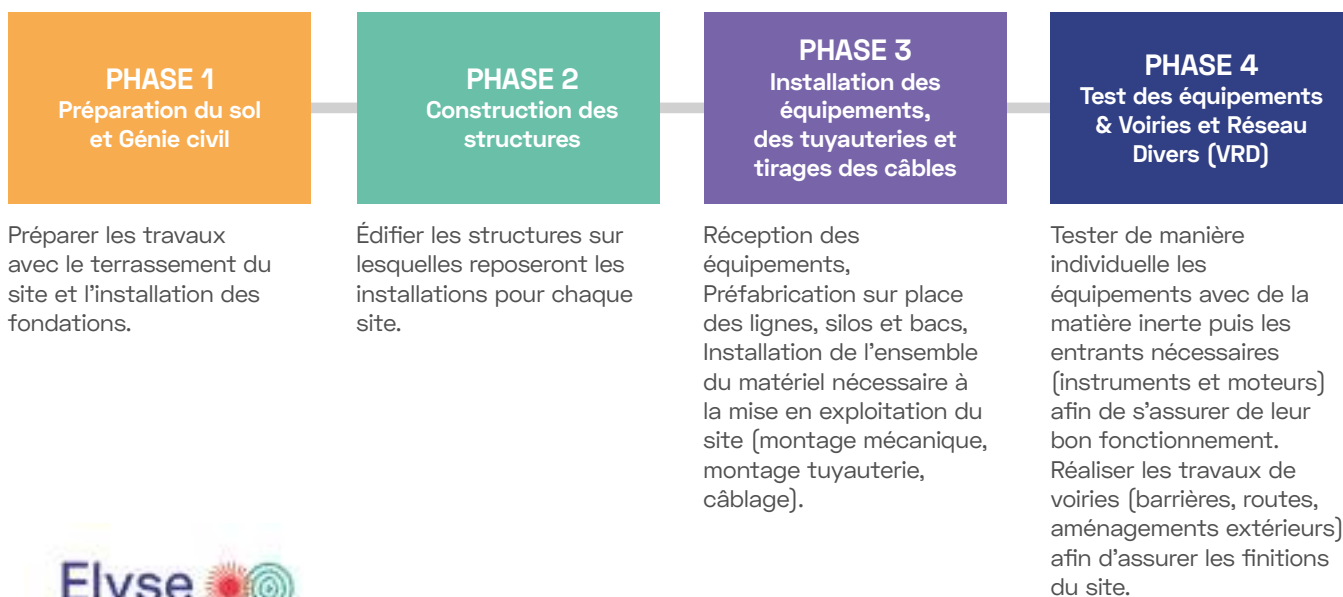 PHASE 1
Préparation du sol
et Génie civil
Préparer les travaux
avec le terrassement du
site et l'installation des
fondations.
PHASE 2
Construction des
structures
Édifier les structures sur
lesquelles reposeront les
installations pour chaque
site.
PHASE 3
Installation des
équipements,
des tuyauteries et
tirages des câbles
Réception des
équipements,
Préfabrication sur place
des lignes, silos et bacs,
Installation de l'ensemble
du matériel nécessaire à
la mise en exploitation du
site (montage mécanique,
montage tuyauterie,
câblage).
PHASE 4
Test des équipements
& Voiries et Réseau
Divers (VRD)
Tester de manière
individuelle les
équipements avec de la
matière inerte puis les
entrants nécessaires
(instruments et moteurs)
afin de s'assurer de leur
bon fonctionnement.
Réaliser les travaux de
voiries (barrières, routes,
aménagements extérieurs)
afin d'assurer les finitions
du site.
Elyse